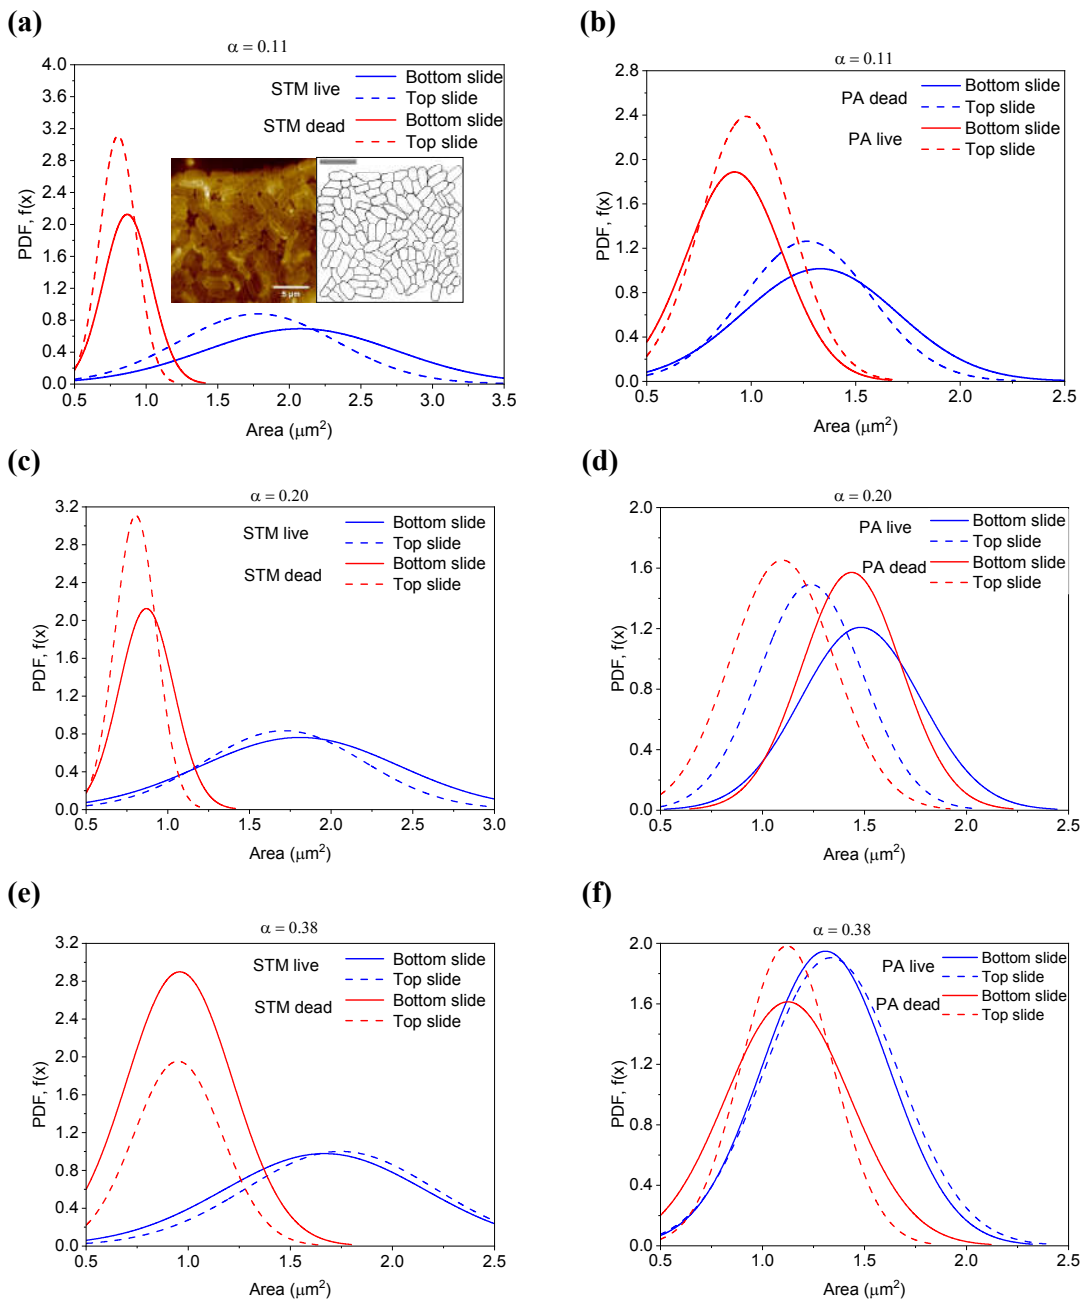 (a)
α = 0.11
STM live
Bottom slide
Top slide
STM dead
Bottom slide
Top slide
PDF, f(x)
4.0
3.6
3.2
2.8
2.4
2.0
1.6
1.2
0.8
0.4
0.0
5 μm
0.5 1.0 1.5 2.0 2.5 3.0 3.5
Area (μm²)
(b)
α = 0.11
PA dead
Bottom slide
Top slide
PA live
Bottom slide
Top slide
PDF, f(x)
2.8
2.4
2.0
1.6
1.2
0.8
0.4
0.0
0.5 1.0 1.5 2.0 2.5
Area (μm²)
(c)
α = 0.20
STM live
Bottom slide
Top slide
STM dead
Bottom slide
Top slide
PDF, f(x)
3.2
2.8
2.4
2.0
1.6
1.2
0.8
0.4
0.0
0.5 1.0 1.5 2.0 2.5 3.0
Area (μm²)
(d)
α = 0.20
PA live
Bottom slide
Top slide
PA dead
Bottom slide
Top slide
PDF, f(x)
2.0
1.6
1.2
0.8
0.4
0.0
0.5 1.0 1.5 2.0 2.5
Area (μm²)
(e)
α = 0.38
STM live
Bottom slide
Top slide
STM dead
Bottom slide
Top slide
PDF, f(x)
3.2
2.8
2.4
2.0
1.6
1.2
0.8
0.4
0.0
0.5 1.0 1.5 2.0 2.5
Area (μm²)
(f)
α = 0.38
PA live
Bottom slide
Top slide
PA dead
Bottom slide
Top slide
PDF, f(x)
2.0
1.6
1.2
0.8
0.4
0.0
0.5 1.0 1.5 2.0 2.5
Area (μm²)